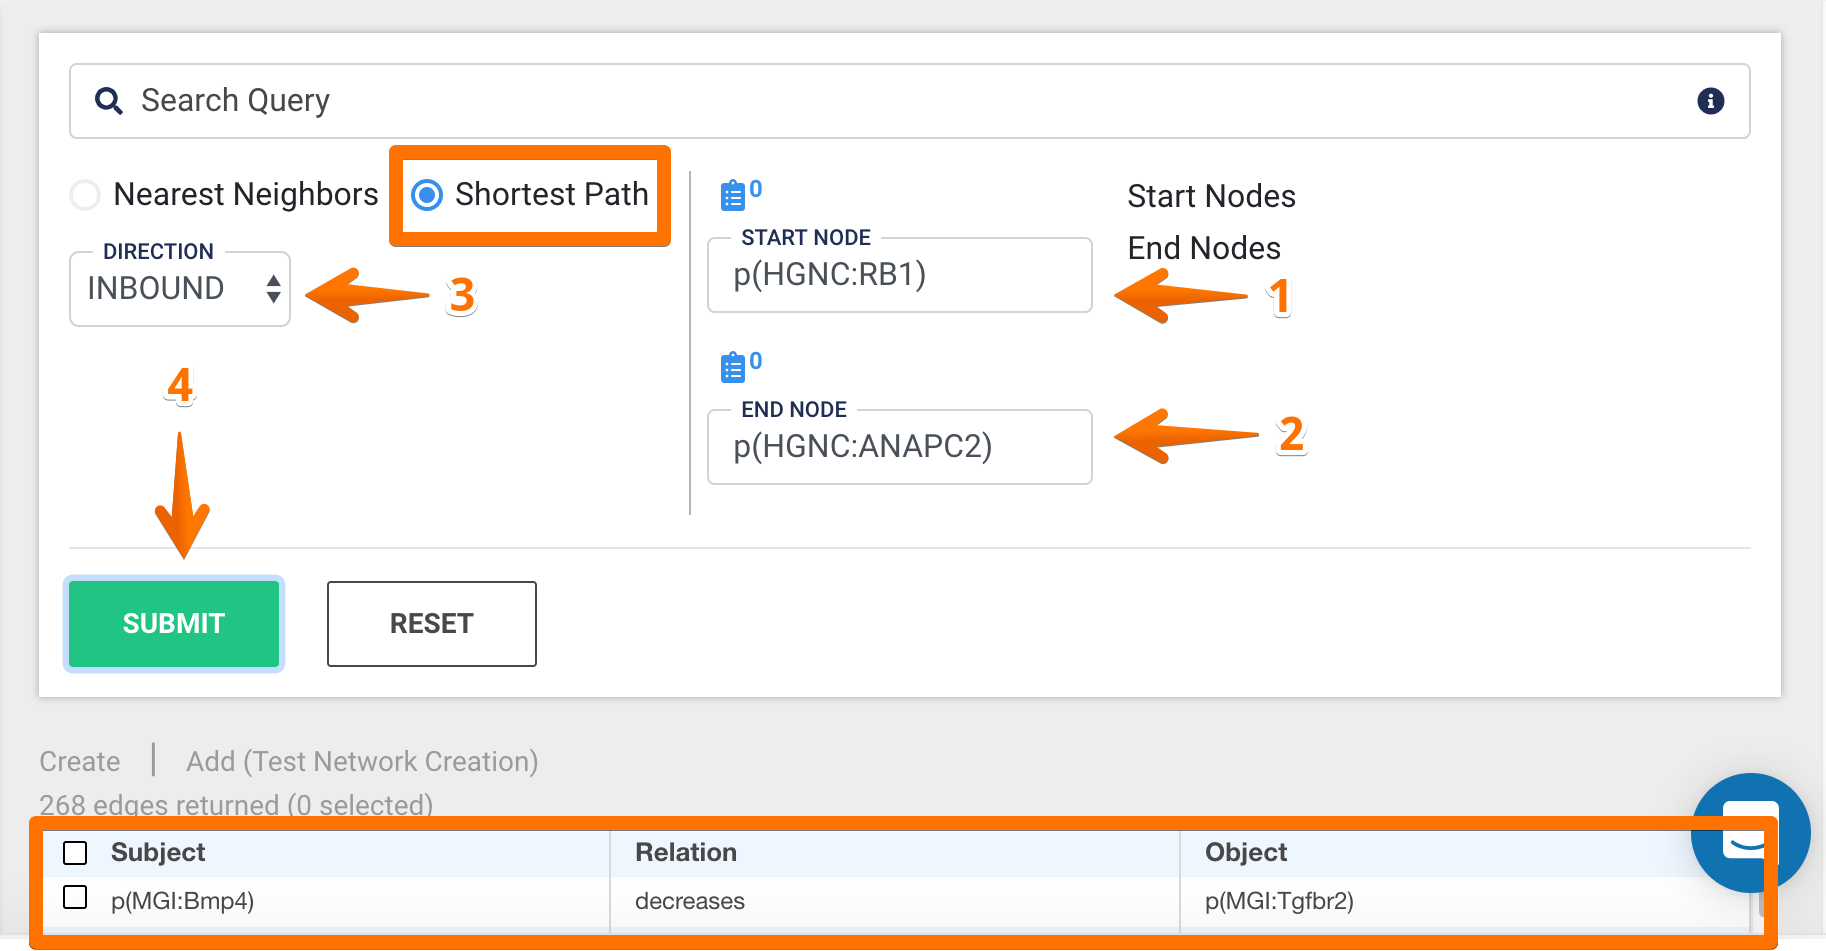 Search Query
Nearest Neighbors Shortest Path
DIRECTION
INBOUND
3
4
0
START NODE
p(HGNC:RB1)
1
Start Nodes
End Nodes
0
END NODE
p(HGNC:ANAPC2)
2
SUBMIT RESET
Create | Add (Test Network Creation)
268 edges returned (0 selected)
Subject Relation Object
p(MGI:Bmp4) decreases p(MGI:Tgfbr2)